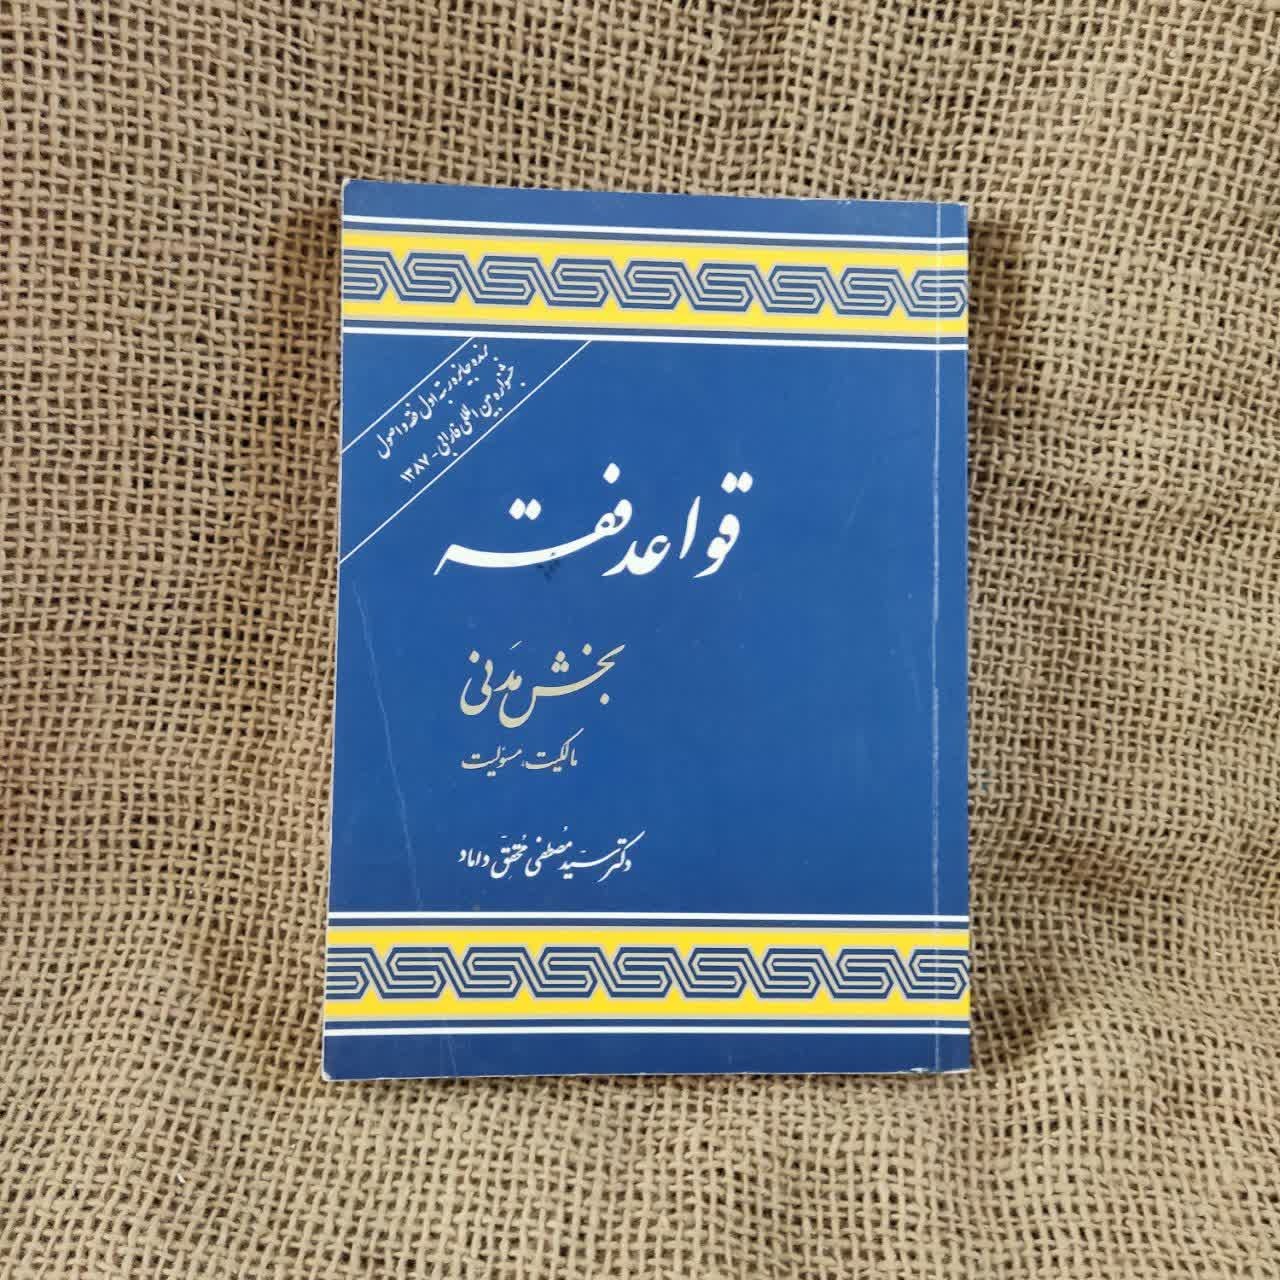 برنده جایزه رتبه اول فقه و اصول
جشنواره بین المللی فارابی - ۱۳۸۷
قواعد فقه
بخش مدنی
مالکیت، مسئولیت
دکتر سید مصطفی محقق داماد